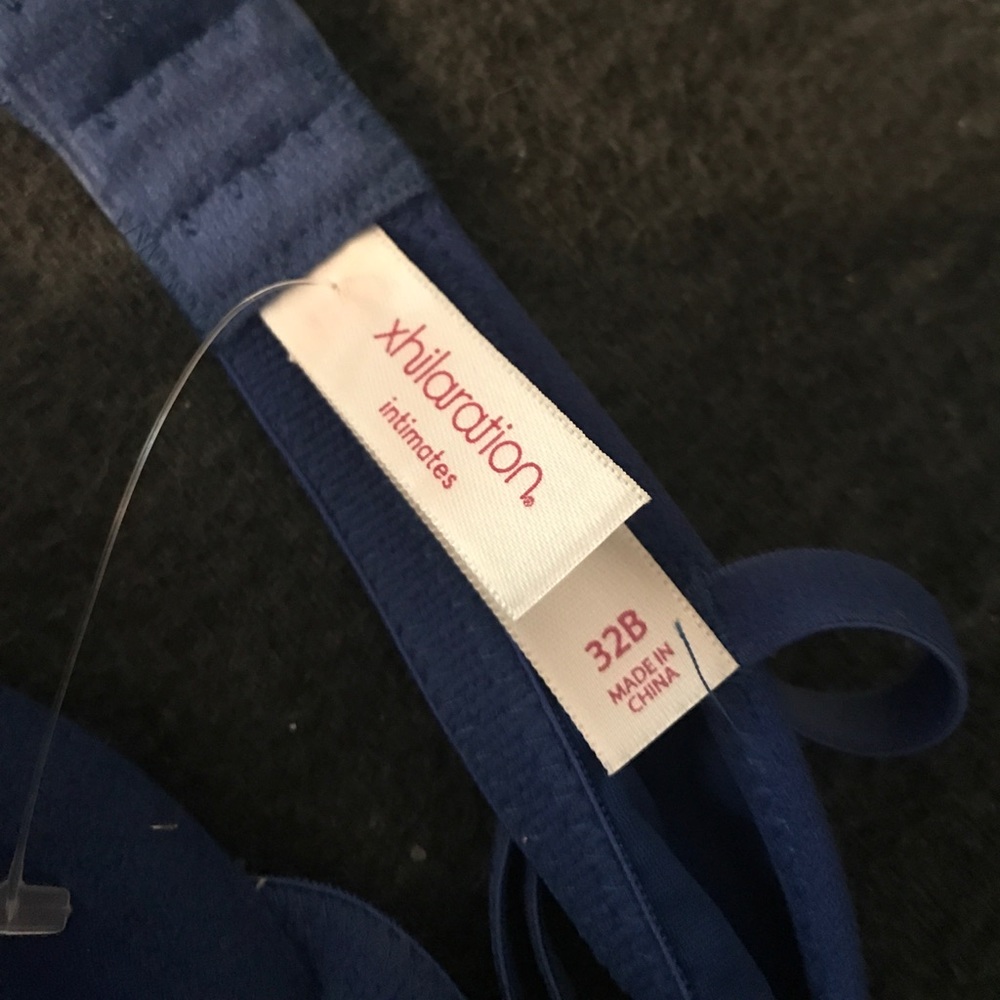 xhilaration®
intimates
32B
MADE IN
CHINA